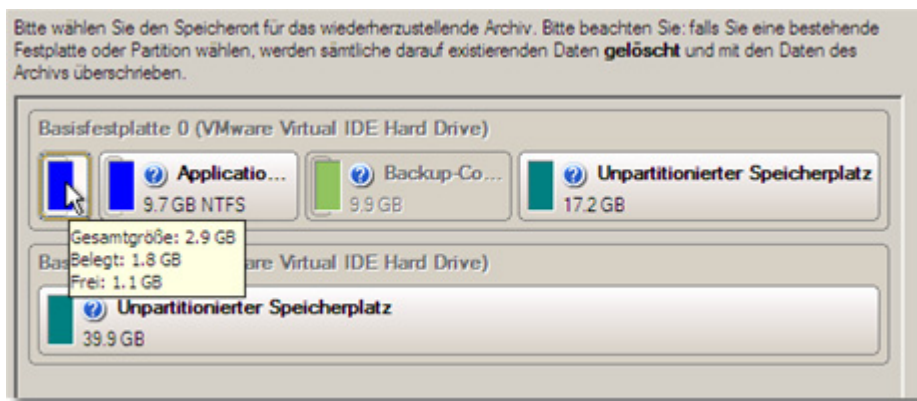 Bitte wählen Sie den Speicherort für das wiederherzustellende Archiv. Bitte beachten Sie: falls Sie eine bestehende
Festplatte oder Partition wählen, werden sämtliche darauf existierenden Daten gelöscht und mit den Daten des
Archivs überschrieben.
Basisfestplatte 0 (VMware Virtual IDE Hard Drive)
Applicatio...
9.7 GB NTFS
Backup-Co...
9.9 GB
Unpartitionierter Speicherplatz
17.2 GB
Gesamtgröße: 2.9 GB
Belegt: 1.8 GB
Frei: 1.1 GB
Bas are Virtual IDE Hard Drive)
Unpartitionierter Speicherplatz
39.9 GB